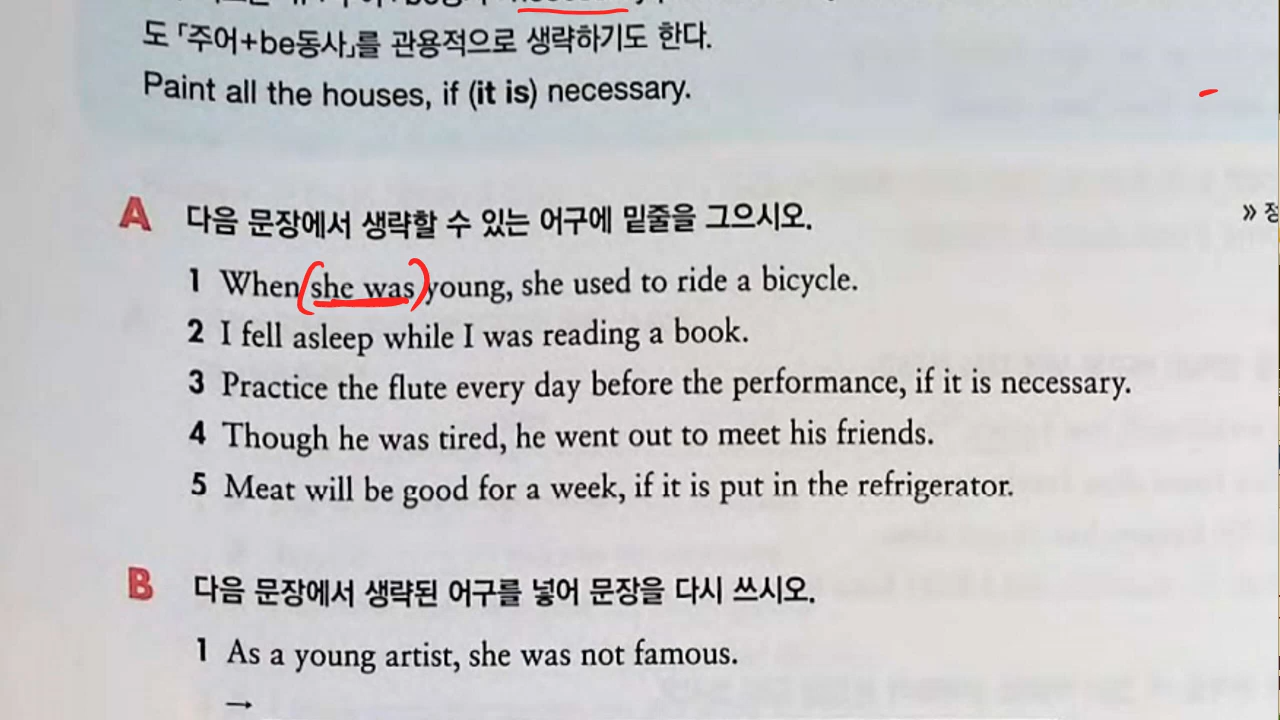 도 「주어+be동사」를 관용적으로 생략하기도 한다.
Paint all the houses, if (it is) necessary.
A 다음 문장에서 생략할 수 있는 어구에 밑줄을 그으시오.
1 When (she was) young, she used to ride a bicycle.
2 I fell asleep while I was reading a book.
3 Practice the flute every day before the performance, if it is necessary.
4 Though he was tired, he went out to meet his friends.
5 Meat will be good for a week, if it is put in the refrigerator.
B 다음 문장에서 생략된 어구를 넣어 문장을 다시 쓰시오.
1 As a young artist, she was not famous.
→